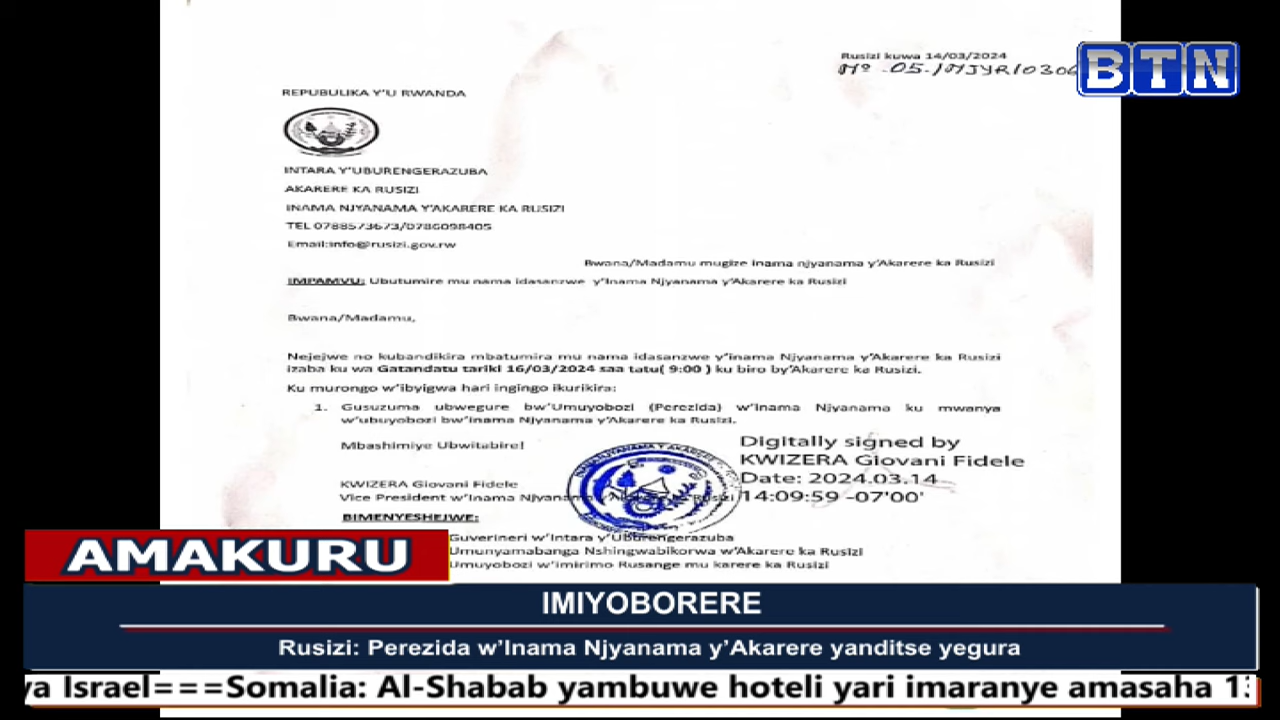 Rusizi kuwa 14/03/2024
BTN
REPUBULIKA Y'U RWANDA
INTARA Y'UBURENGERAZUBA
AKARERE KA RUSIZI
INAMA NJYANAMA Y'AKARERE KA RUSIZI
TEL 0788573673/0786098405
Email:info@rusizi.gov.rw
Bwana/Madamu mugize inama njyanama y'Akarere ka Rusizi
IMPAMVU: Ubutumire mu nama idasanzwe y'Inama Njyanama y'Akarere ka Rusizi
Bwana/Madamu,
Nejejwe no kubandikira mbatumira mu nama idasanzwe y'inama Njyanama y'Akarere ka Rusizi
izaba ku wa Gatandatu tariki 16/03/2024 saa tatu( 9:00 ) ku biro by'Akarere ka Rusizi.
Ku murongo w'ibyigwa hari ingingo ikurikira:
1. Gusuzuma ubwegure bw'Umuyobozi (Perezida) w'inama Njyanama ku mwanya
w'ubuyobozi bw'inama Njyanama y'Akarere ka Rusizi.
Mbashimiye Ubwitabire!
Digitally signed by
KWIZERA Giovani Fidele
Date: 2024.03.14
14:09:59 -07'00'
KWIZERA Giovani Fidele
Vice President w'Inama Njyanama
BIMENYESHEJWE:
Guverineri w'Intara y'Uburengerazuba
Umunyamabanga Nshingwabikorwa w'Akarere ka Rusizi
Umuyobozi w'imirimo Rusange mu karere ka Rusizi
AMAKURU
IMIYOBORERE
Rusizi: Perezida w'Inama Njyanama y'Akarere yanditse yegura
ya Israel===Somalia: Al-Shabab yambuwe hoteli yari imaranye amasaha